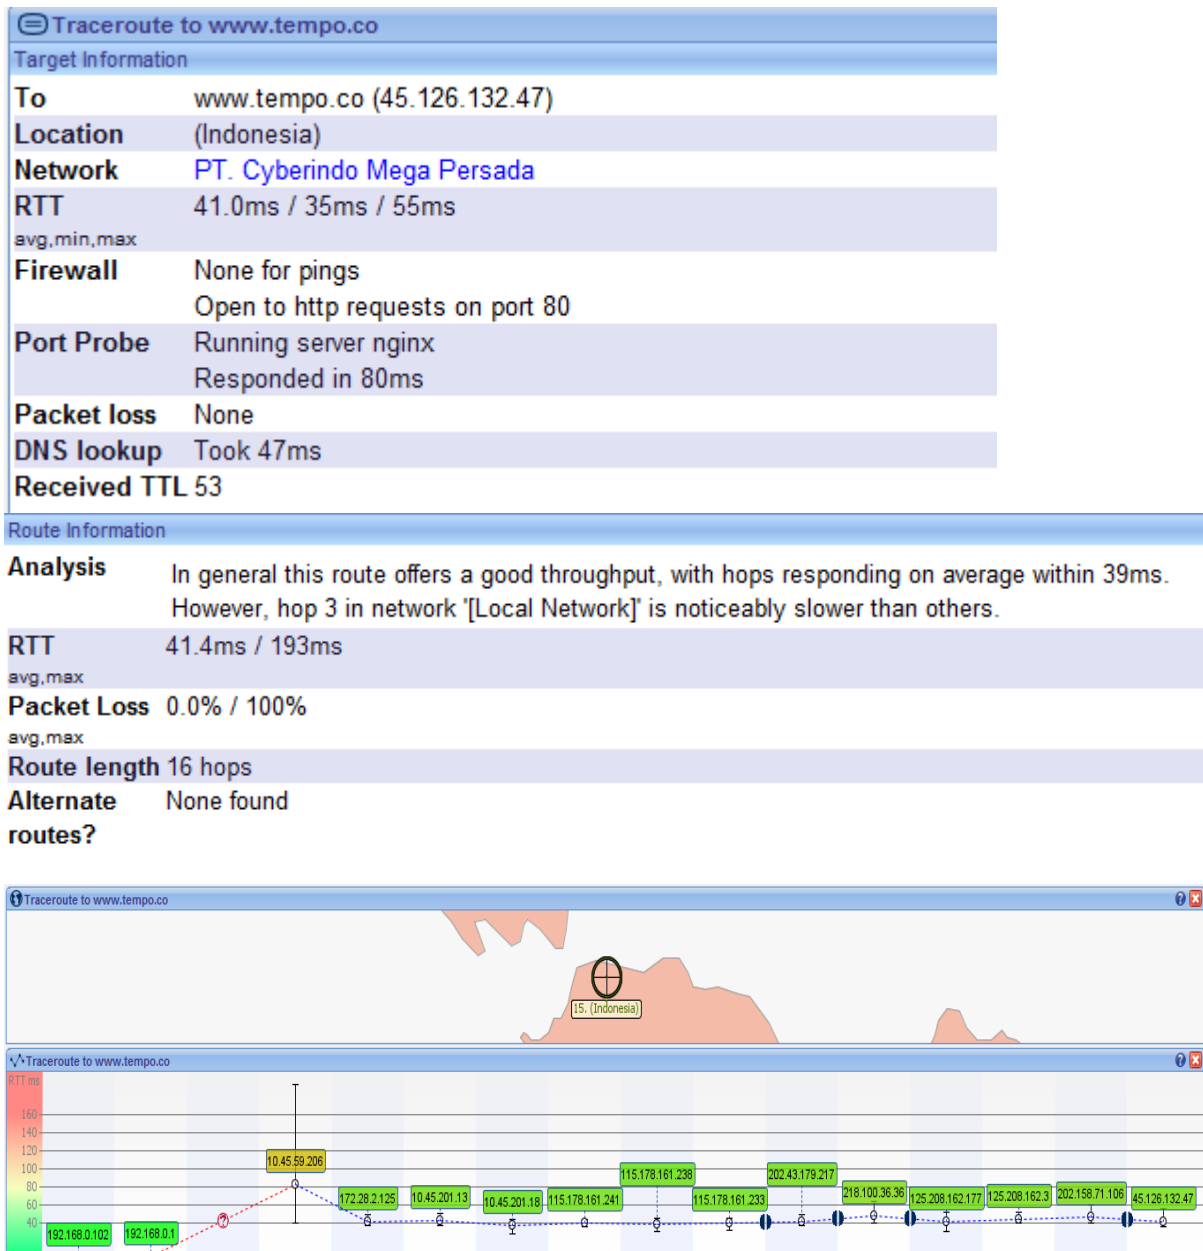 Traceroute to www.tempo.co
Target Information
To www.tempo.co (45.126.132.47)
Location (Indonesia)
Network PT. Cyberindo Mega Persada
RTT 41.0ms / 35ms / 55ms
avg,min,max
Firewall None for pings
Open to http requests on port 80
Port Probe Running server nginx
Responded in 80ms
Packet loss None
DNS lookup Took 47ms
Received TTL 53
Route Information
Analysis In general this route offers a good throughput, with hops responding on average within 39ms.
However, hop 3 in network '[Local Network]' is noticeably slower than others.
RTT 41.4ms / 193ms
avg,max
Packet Loss 0.0% / 100%
avg,max
Route length 16 hops
Alternate None found
routes?
Traceroute to www.tempo.co
15. (Indonesia)
Traceroute to www.tempo.co
RTT ms
160
140
120
100
80
60
40
192.168.0.102
192.168.0.1
?
10.45.59.206
172.28.2.125
10.45.201.13
10.45.201.18
115.178.161.241
115.178.161.238
115.178.161.233
202.43.179.217
218.100.36.36
125.208.162.177
125.208.162.3
202.158.71.106
45.126.132.47